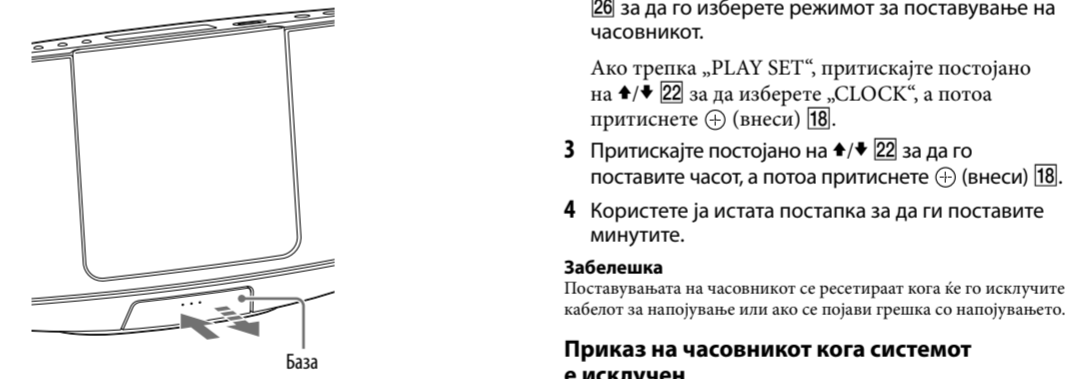 База
26 за да го изберете режимот за поставување на
часовникот.
Ако трепка „PLAY SET“, притискајте постојано
на 🠹/🠻 22 за да изберете „CLOCK“, а потоа
притиснете ⊕ (внеси) 18.
3 Притискајте постојано на 🠹/🠻 22 за да го
поставите часот, а потоа притиснете ⊕ (внеси) 18.
4 Користете ја истата постапка за да ги поставите
минутите.
Забелешка
Поставувањата на часовникот се ресетираат кога ќе го исклучите
кабелот за напојување или ако се појави грешка со напојувањето.
Приказ на часовникот кога системот
е исклучен